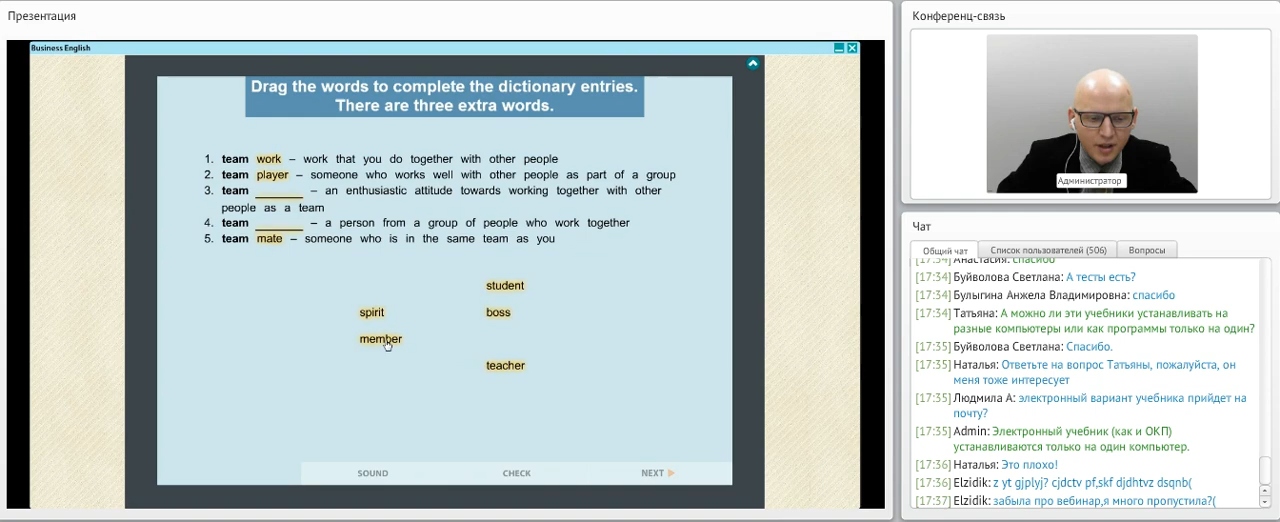 Презентация
Business English
Drag the words to complete the dictionary entries.
There are three extra words.
1. team work – work that you do together with other people
2. team player – someone who works well with other people as part of a group
3. team ______ – an enthusiastic attitude towards working together with other
people as a team
4. team ______ – a person from a group of people who work together
5. team mate – someone who is in the same team as you
student
spirit
boss
member
teacher
SOUND
CHECK
NEXT
Конференц-связь
Администратор
Чат
Общий чат
Список пользователей (506)
Вопросы
[17:34] Анастасия: спасибо
[17:34] Буйволова Светлана: А тесты есть?
[17:34] Булыгина Анжела Владимировна: спасибо
[17:34] Татьяна: А можно ли эти учебники устанавливать на
разные компьютеры или как программы только на один?
[17:35] Буйволова Светлана: Спасибо.
[17:35] Наталья: Ответьте на вопрос Татьяны, пожалуйста, он
меня тоже интересует
[17:35] Людмила А: электронный вариант учебника прийдет на
почту?
[17:35] Admin: Электронный учебник (как и ОКП)
устанавливаются только на один компьютер.
[17:36] Наталья: Это плохо!
[17:36] Elzidik: z yt gjplyj? cjdctv pf,skf djdhtvz dsqnb(
[17:37] Elzidik: забыла про вебинар,я много пропустила?(